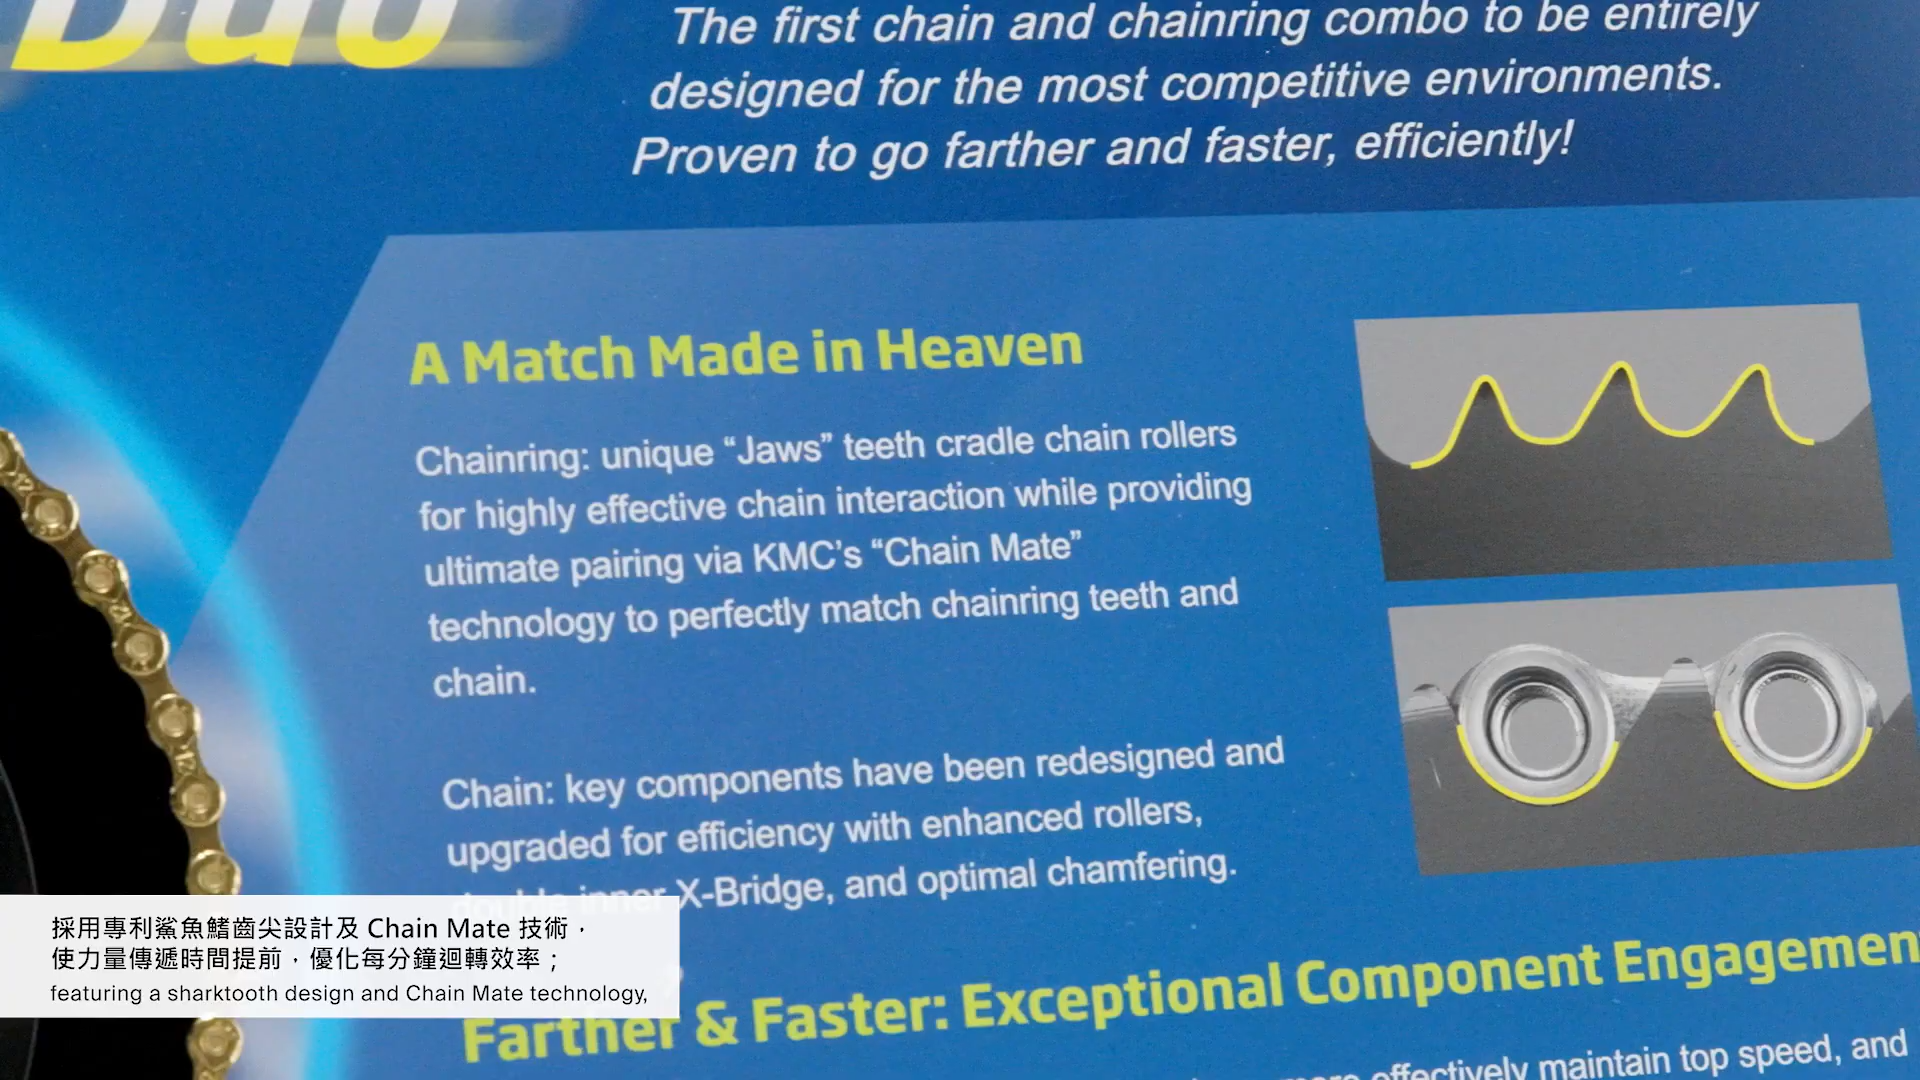 Duo
The first chain and chainring combo to be entirely
designed for the most competitive environments.
Proven to go farther and faster, efficiently!
A Match Made in Heaven
Chainring: unique “Jaws” teeth cradle chain rollers
for highly effective chain interaction while providing
ultimate pairing via KMC’s “Chain Mate”
technology to perfectly match chainring teeth and
chain.
Chain: key components have been redesigned and
upgraded for efficiency with enhanced rollers,
double inner X-Bridge, and optimal chamfering.
採用專利鯊魚鰭齒尖設計及 Chain Mate 技術，
使力量傳遞時間提前，優化每分鐘迴轉效率；
featuring a sharktooth design and Chain Mate technology,
Farther & Faster: Exceptional Component Engagemen
effectively maintain top speed, and